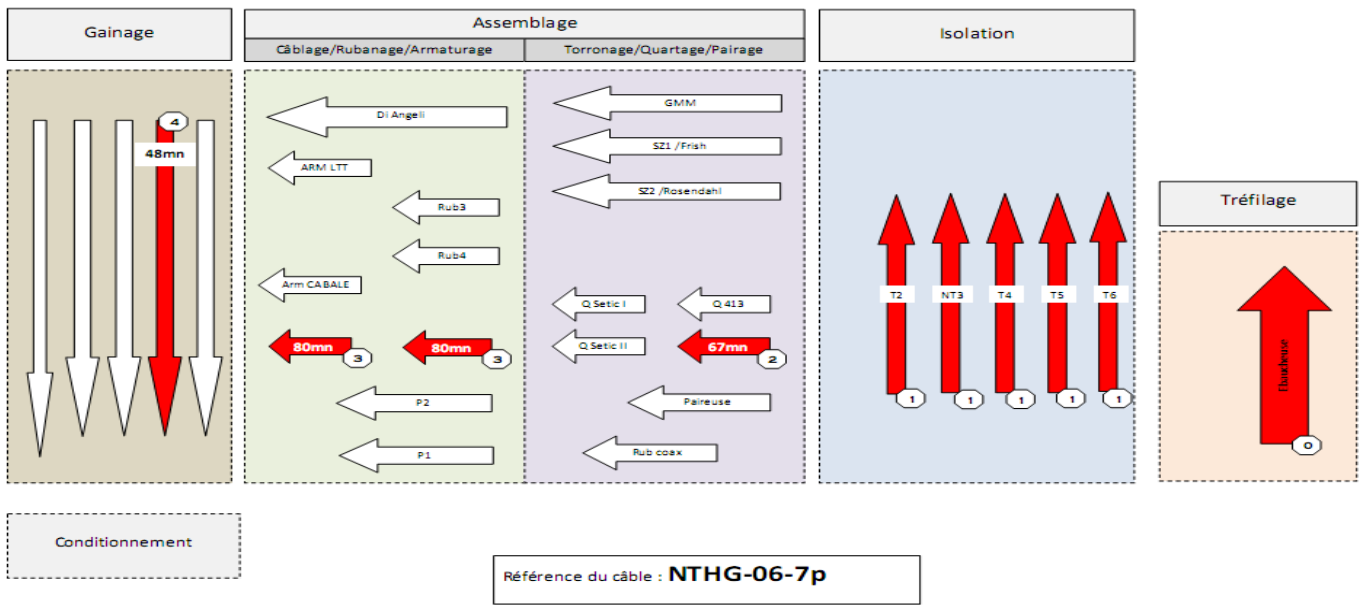 Gainage
Assemblage
Câblage/Rubanage/Armaturage
Torronage/Quartage/Pairage
Isolation
Tréfilage
4
48mn
Di Angeli
ARM LTT
Rub3
Rub4
Arm CABALE
80mn
3
80mn
3
P2
P1
GMM
SZ1 /Frish
SZ2 /Rosendahl
Q Setic I
Q 413
Q Setic II
67mn
2
Paireuse
Rub coax
T2
NT3
T4
T5
T6
1
1
1
1
1
Ebaucheuse
0
Conditionnement
Référence du câble : NTHG-06-7p